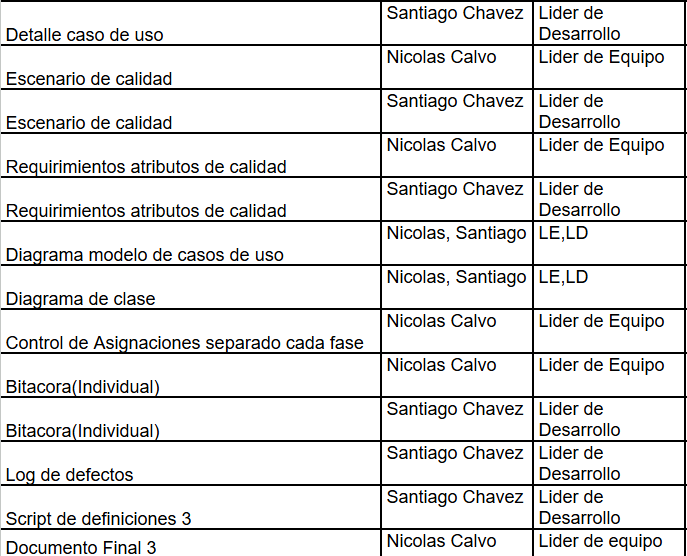 Detalle caso de uso Santiago Chavez Lider de
Desarrollo
Escenario de calidad Nicolas Calvo Lider de Equipo
Escenario de calidad Santiago Chavez Lider de
Desarrollo
Requirimientos atributos de calidad Nicolas Calvo Lider de Equipo
Requirimientos atributos de calidad Santiago Chavez Lider de
Desarrollo
Diagrama modelo de casos de uso Nicolas, Santiago LE,LD
Diagrama de clase Nicolas, Santiago LE,LD
Control de Asignaciones separado cada fase Nicolas Calvo Lider de Equipo
Bitacora(Individual) Nicolas Calvo Lider de Equipo
Bitacora(Individual) Santiago Chavez Lider de
Desarrollo
Log de defectos Santiago Chavez Lider de
Desarrollo
Script de definiciones 3 Santiago Chavez Lider de
Desarrollo
Documento Final 3 Nicolas Calvo Lider de equipo